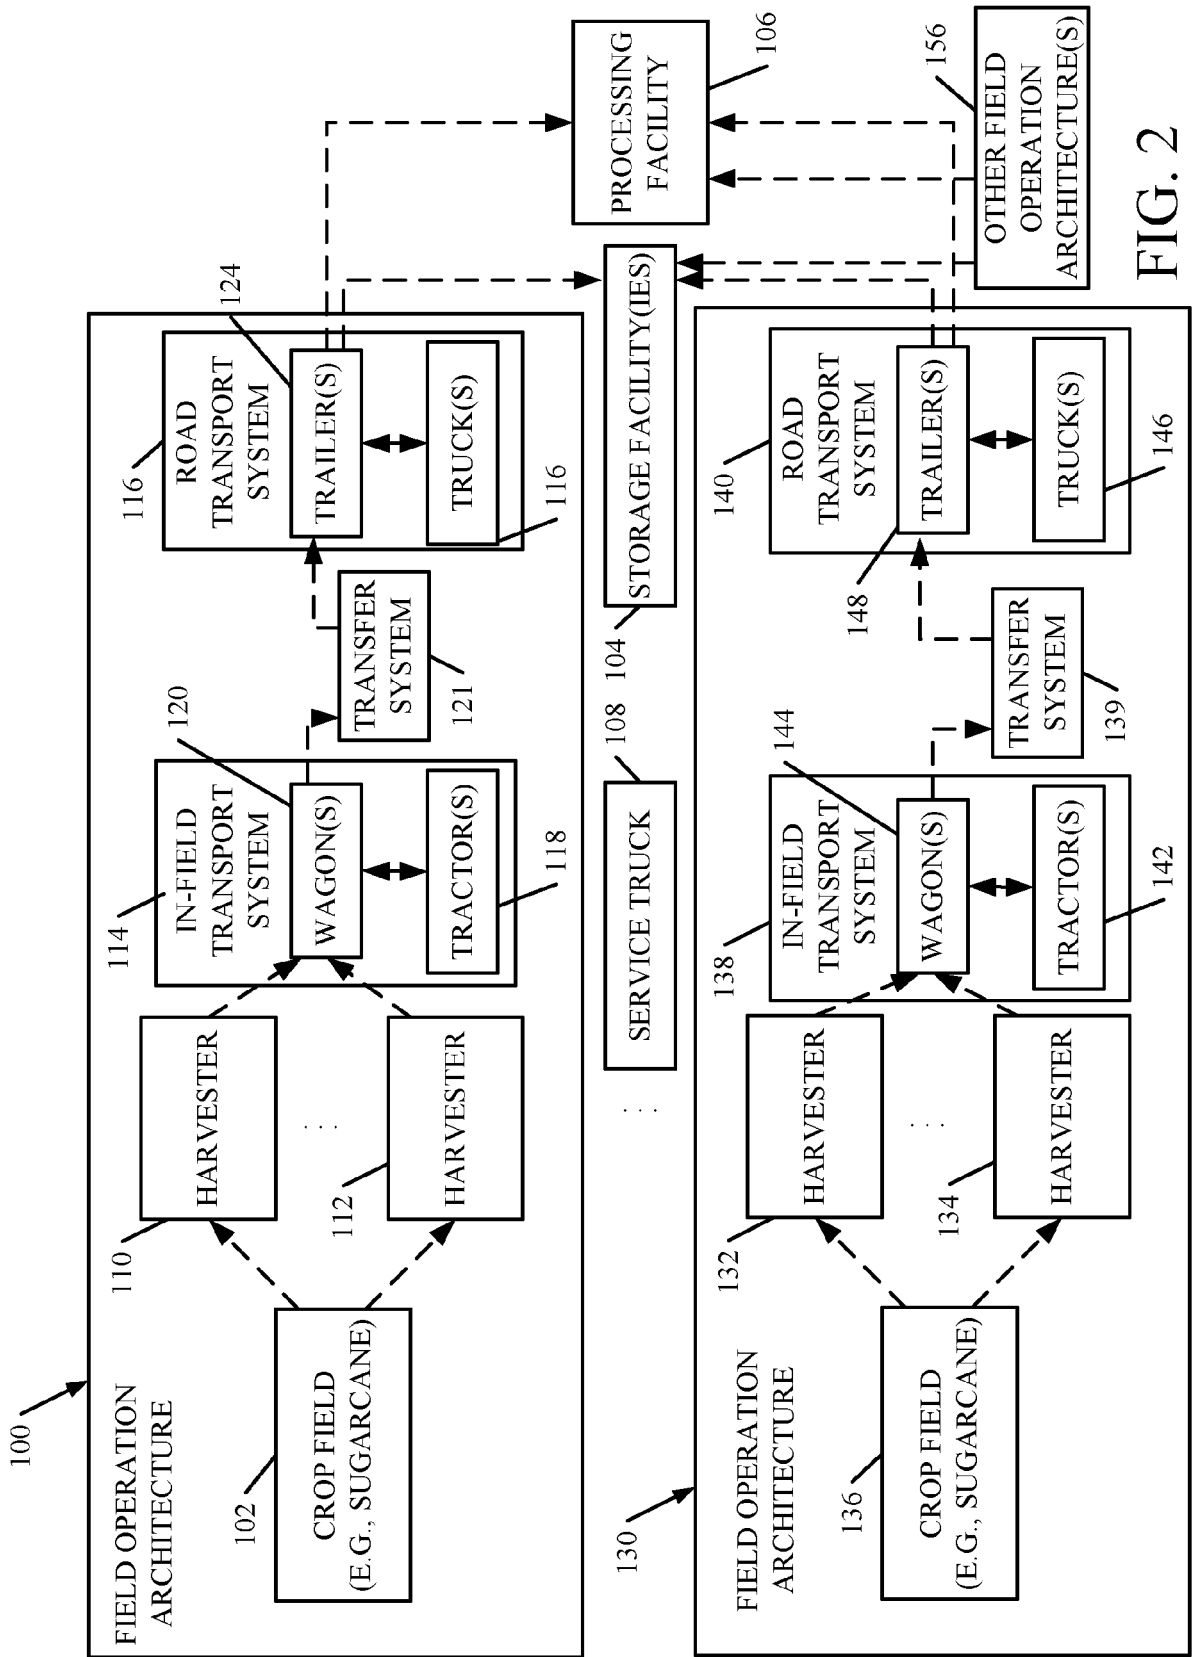 100
FIELD OPERATION
ARCHITECTURE
102
CROP FIELD
(E.G., SUGARCANE)
110
HARVESTER
. . .
112
HARVESTER
114
IN-FIELD
TRANSPORT
SYSTEM
120
WAGON(S)
TRACTOR(S)
118
TRANSFER
SYSTEM
121
116
ROAD
TRANSPORT
SYSTEM
124
TRAILER(S)
TRUCK(S)
116
. . .
SERVICE TRUCK
108
104
STORAGE FACILITY(IES)
PROCESSING
FACILITY
106
130
FIELD OPERATION
ARCHITECTURE
136
CROP FIELD
(E.G., SUGARCANE)
132
HARVESTER
. . .
134
HARVESTER
138
IN-FIELD
TRANSPORT
SYSTEM
144
WAGON(S)
TRACTOR(S)
142
TRANSFER
SYSTEM
139
140
ROAD
TRANSPORT
SYSTEM
148
TRAILER(S)
TRUCK(S)
146
156
OTHER FIELD
OPERATION
ARCHITECTURE(S)
FIG. 2